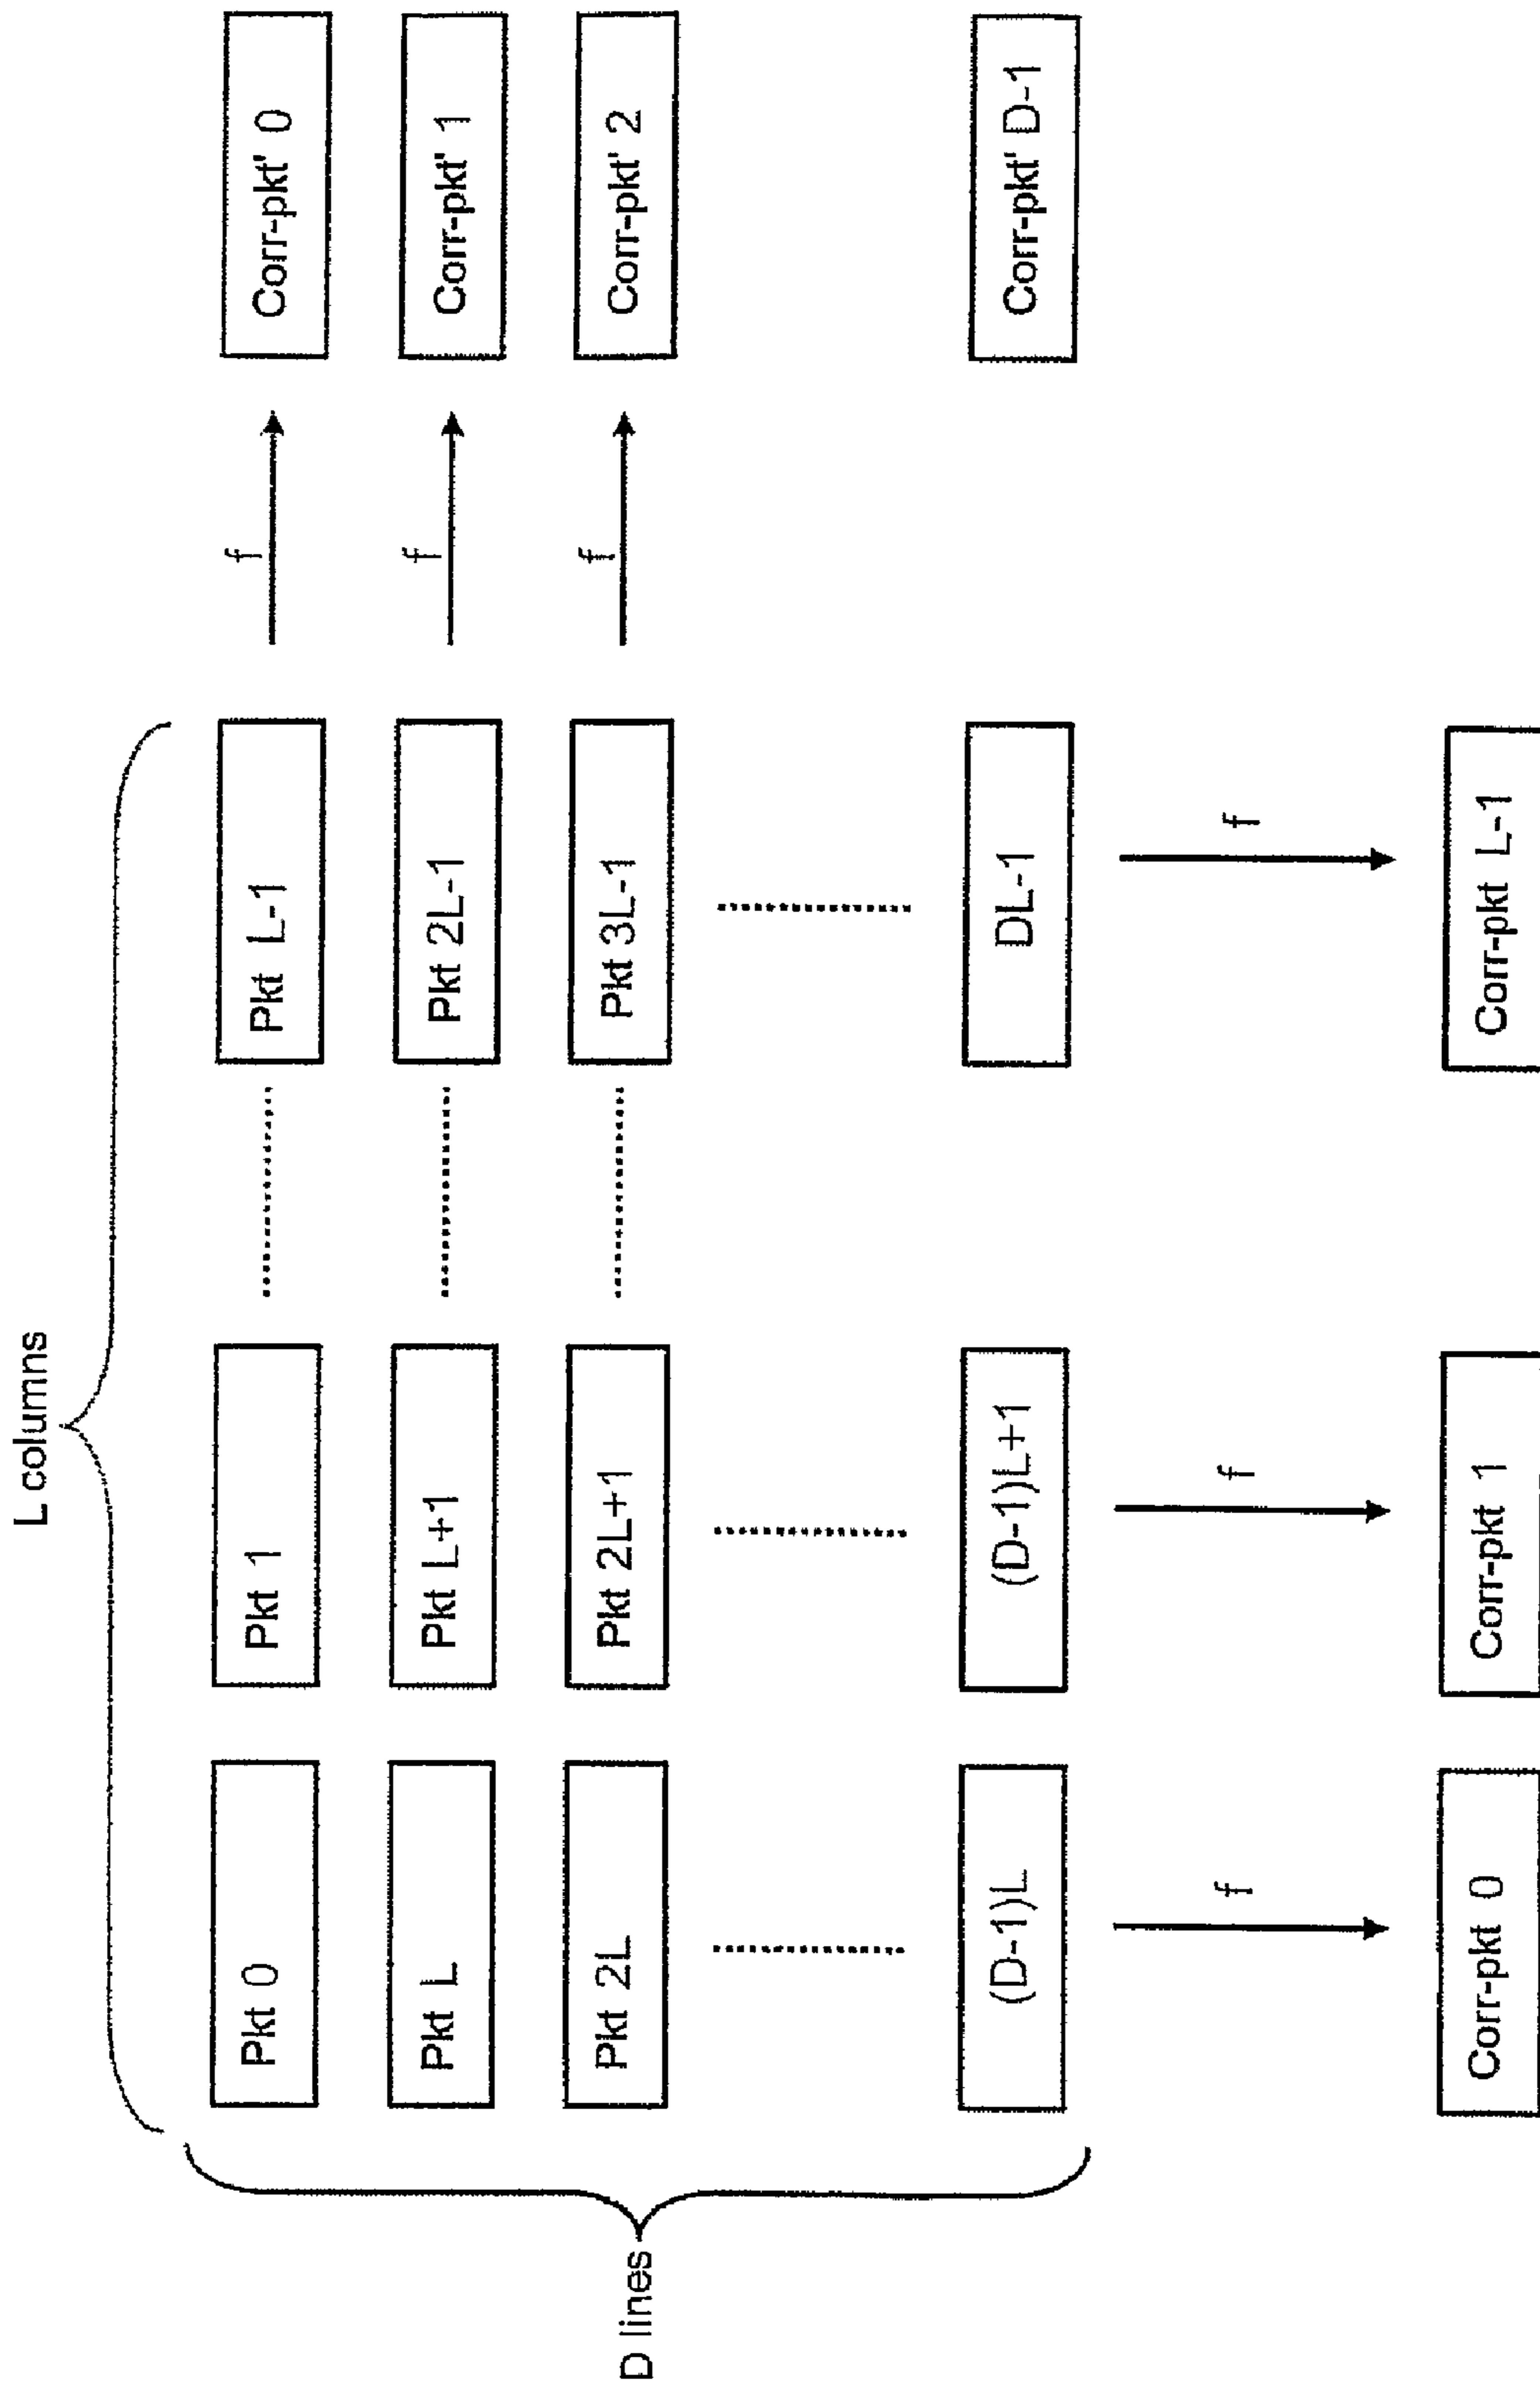 L columns
D lines
Pkt 0
Pkt 1
Pkt L-1
f
Corr-pkt' 0
Pkt L
Pkt L+1
Pkt 2L-1
f
Corr-pkt' 1
Pkt 2L
Pkt 2L+1
Pkt 3L-1
f
Corr-pkt' 2
(D-1)L
(D-1)L+1
DL-1
Corr-pkt' D-1
f
f
f
Corr-pkt 0
Corr-pkt 1
Corr-pkt L-1